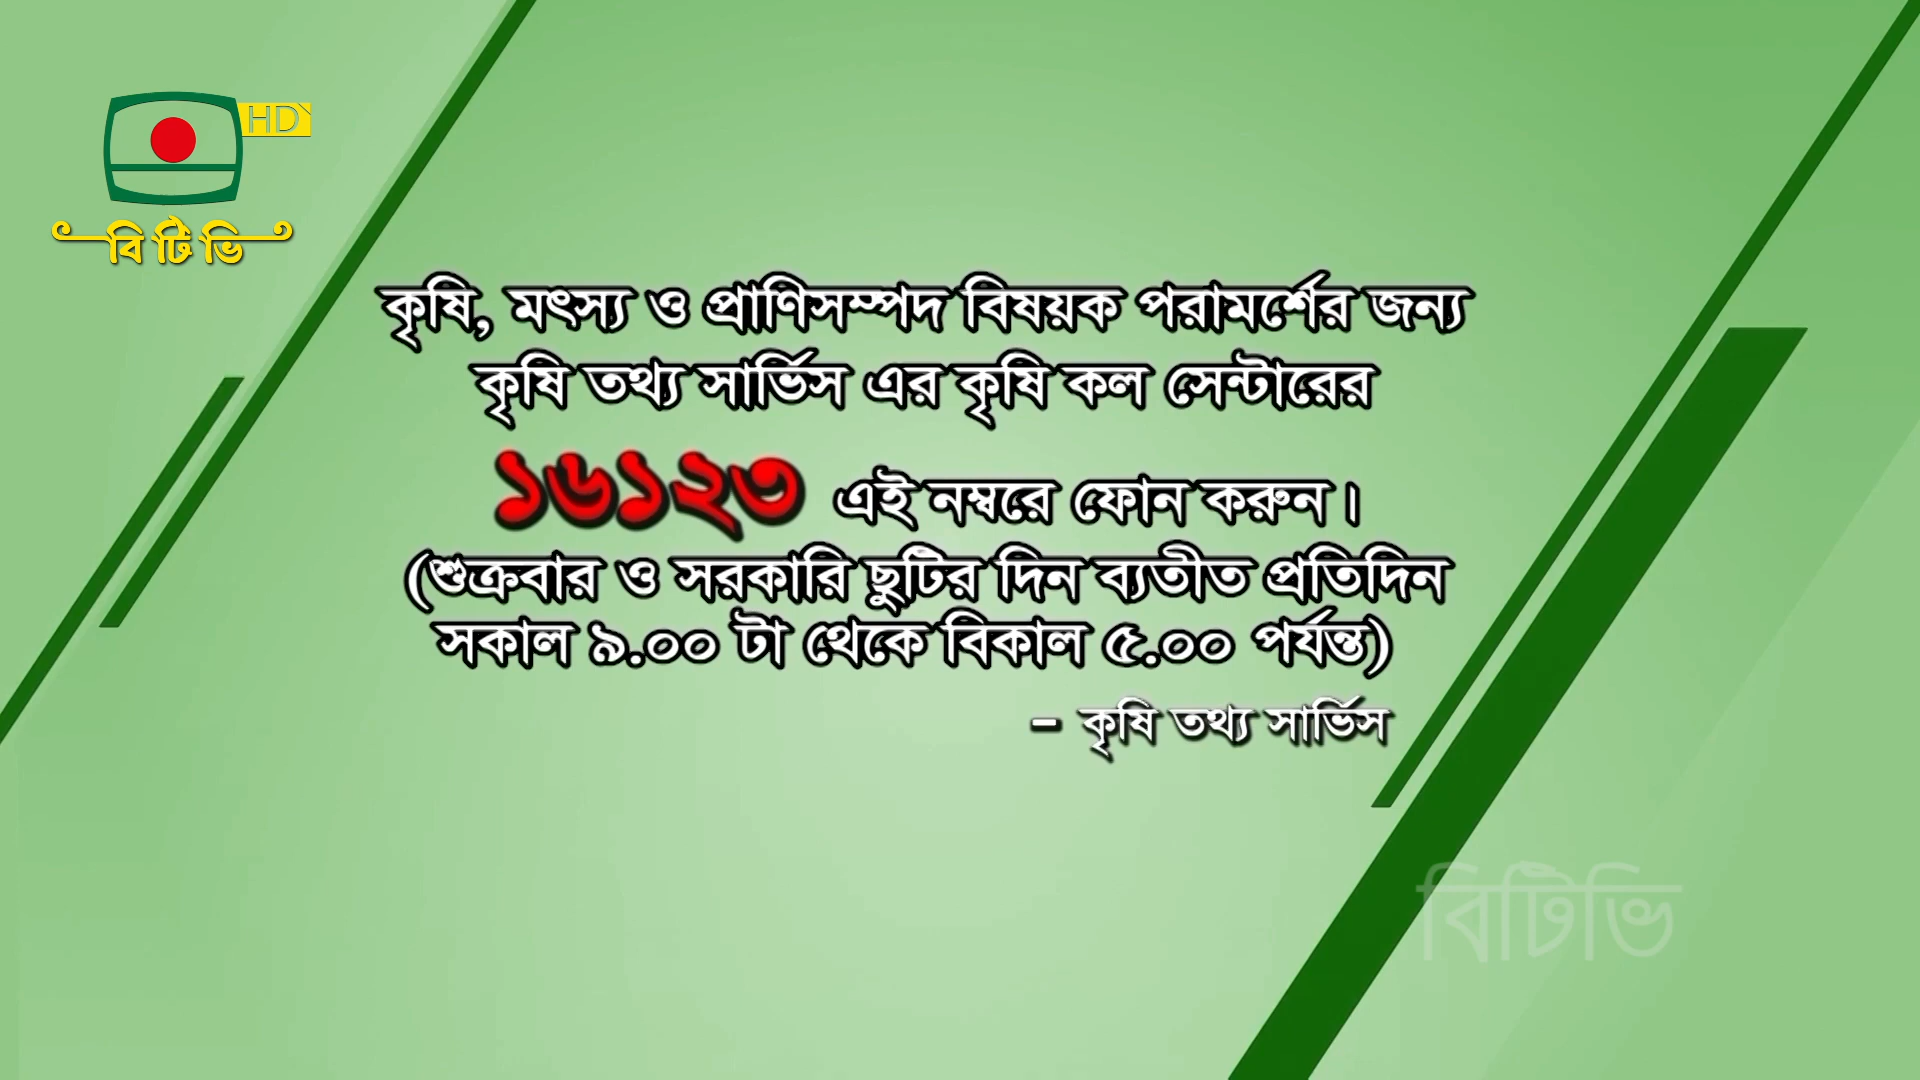 HD
বিটিভি
কৃষি, মৎস্য ও প্রাণিসম্পদ বিষয়ক পরামর্শের জন্য
কৃষি তথ্য সার্ভিস এর কৃষি কল সেন্টারের
১৬১২৩ এই নম্বরে ফোন করুন।
(শুক্রবার ও সরকারি ছুটির দিন ব্যতীত প্রতিদিন
সকাল ৯.০০ টা থেকে বিকাল ৫.০০ পর্যন্ত)
- কৃষি তথ্য সার্ভিস
বিটিভি